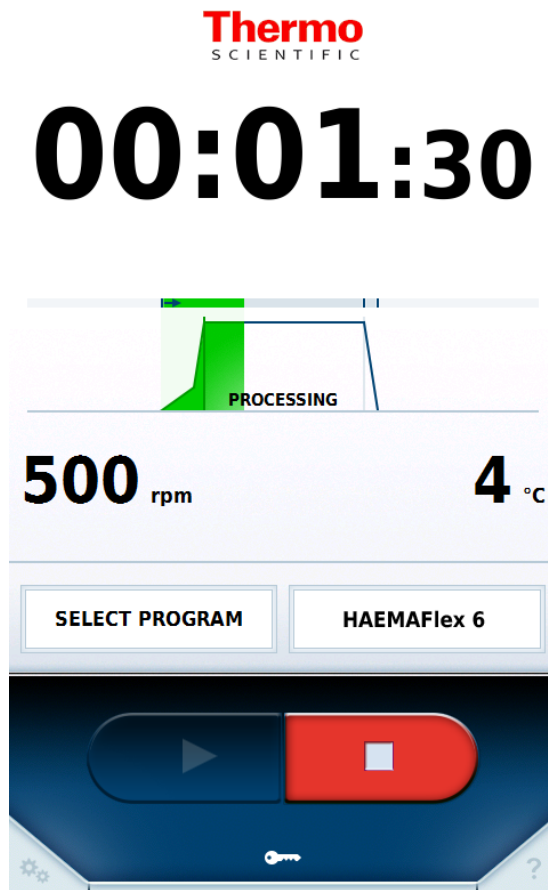 Thermo
SCIENTIFIC
00:01:30
PROCESSING
500 rpm
4 °C
SELECT PROGRAM
HAEMAFlex 6
?